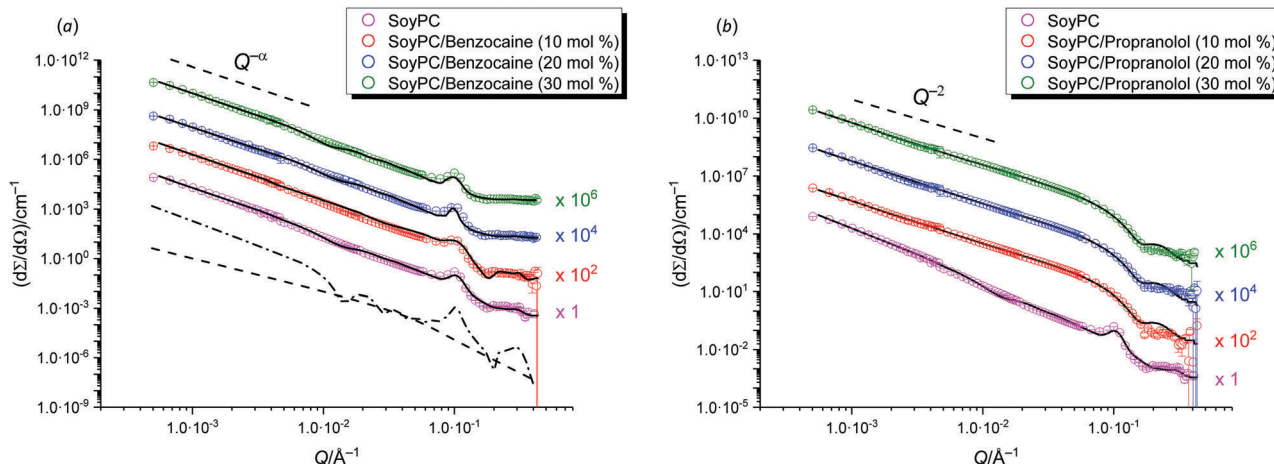 (a)
SoyPC
SoyPC/Benzocaine (10 mol %)
SoyPC/Benzocaine (20 mol %)
SoyPC/Benzocaine (30 mol %)
Q^−α
1.0·10^12
1.0·10^9
1.0·10^6
1.0·10^3
1.0·10^0
1.0·10^-3
1.0·10^-6
1.0·10^-9
(dΣ/dΩ)/cm^−1
x 10^6
x 10^4
x 10^2
x 1
1.0·10^-3
1.0·10^-2
1.0·10^-1
Q/Å^−1
(b)
SoyPC
SoyPC/Propranolol (10 mol %)
SoyPC/Propranolol (20 mol %)
SoyPC/Propranolol (30 mol %)
Q^−2
1.0·10^13
1.0·10^10
1.0·10^7
1.0·10^4
1.0·10^1
1.0·10^-2
1.0·10^-5
(dΣ/dΩ)/cm^−1
x 10^6
x 10^4
x 10^2
x 1
1.0·10^-3
1.0·10^-2
1.0·10^-1
Q/Å^−1